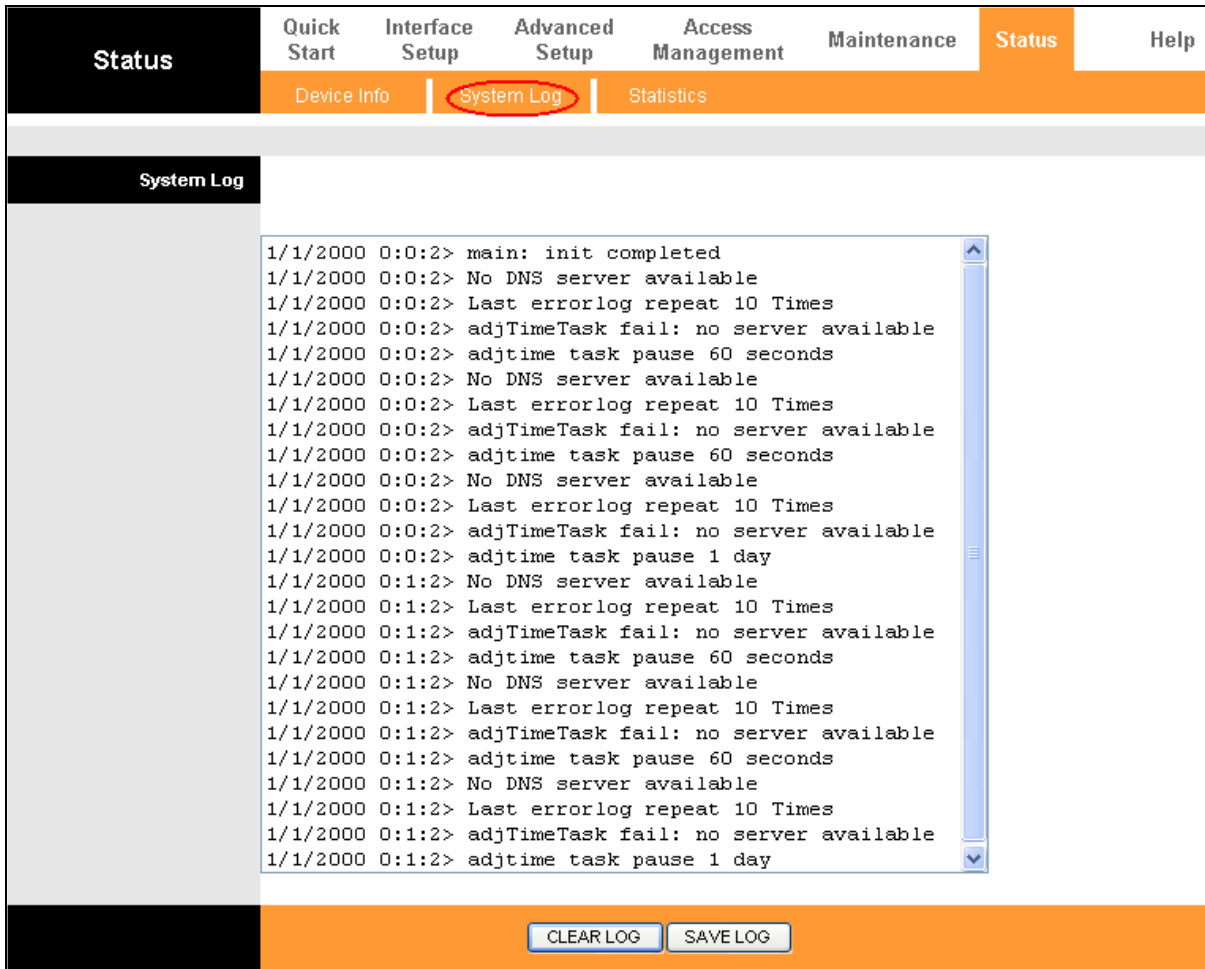 Status
Quick Start
Interface Setup
Advanced Setup
Access Management
Maintenance
Status
Help
Device Info
System Log
Statistics
System Log
1/1/2000 0:0:2> main: init completed
1/1/2000 0:0:2> No DNS server available
1/1/2000 0:0:2> Last errorlog repeat 10 Times
1/1/2000 0:0:2> adjTimeTask fail: no server available
1/1/2000 0:0:2> adjtime task pause 60 seconds
1/1/2000 0:0:2> No DNS server available
1/1/2000 0:0:2> Last errorlog repeat 10 Times
1/1/2000 0:0:2> adjTimeTask fail: no server available
1/1/2000 0:0:2> adjtime task pause 60 seconds
1/1/2000 0:0:2> No DNS server available
1/1/2000 0:0:2> Last errorlog repeat 10 Times
1/1/2000 0:0:2> adjTimeTask fail: no server available
1/1/2000 0:0:2> adjtime task pause 1 day
1/1/2000 0:1:2> No DNS server available
1/1/2000 0:1:2> Last errorlog repeat 10 Times
1/1/2000 0:1:2> adjTimeTask fail: no server available
1/1/2000 0:1:2> adjtime task pause 60 seconds
1/1/2000 0:1:2> No DNS server available
1/1/2000 0:1:2> Last errorlog repeat 10 Times
1/1/2000 0:1:2> adjTimeTask fail: no server available
1/1/2000 0:1:2> adjtime task pause 60 seconds
1/1/2000 0:1:2> No DNS server available
1/1/2000 0:1:2> Last errorlog repeat 10 Times
1/1/2000 0:1:2> adjTimeTask fail: no server available
1/1/2000 0:1:2> adjtime task pause 1 day
CLEAR LOG
SAVE LOG